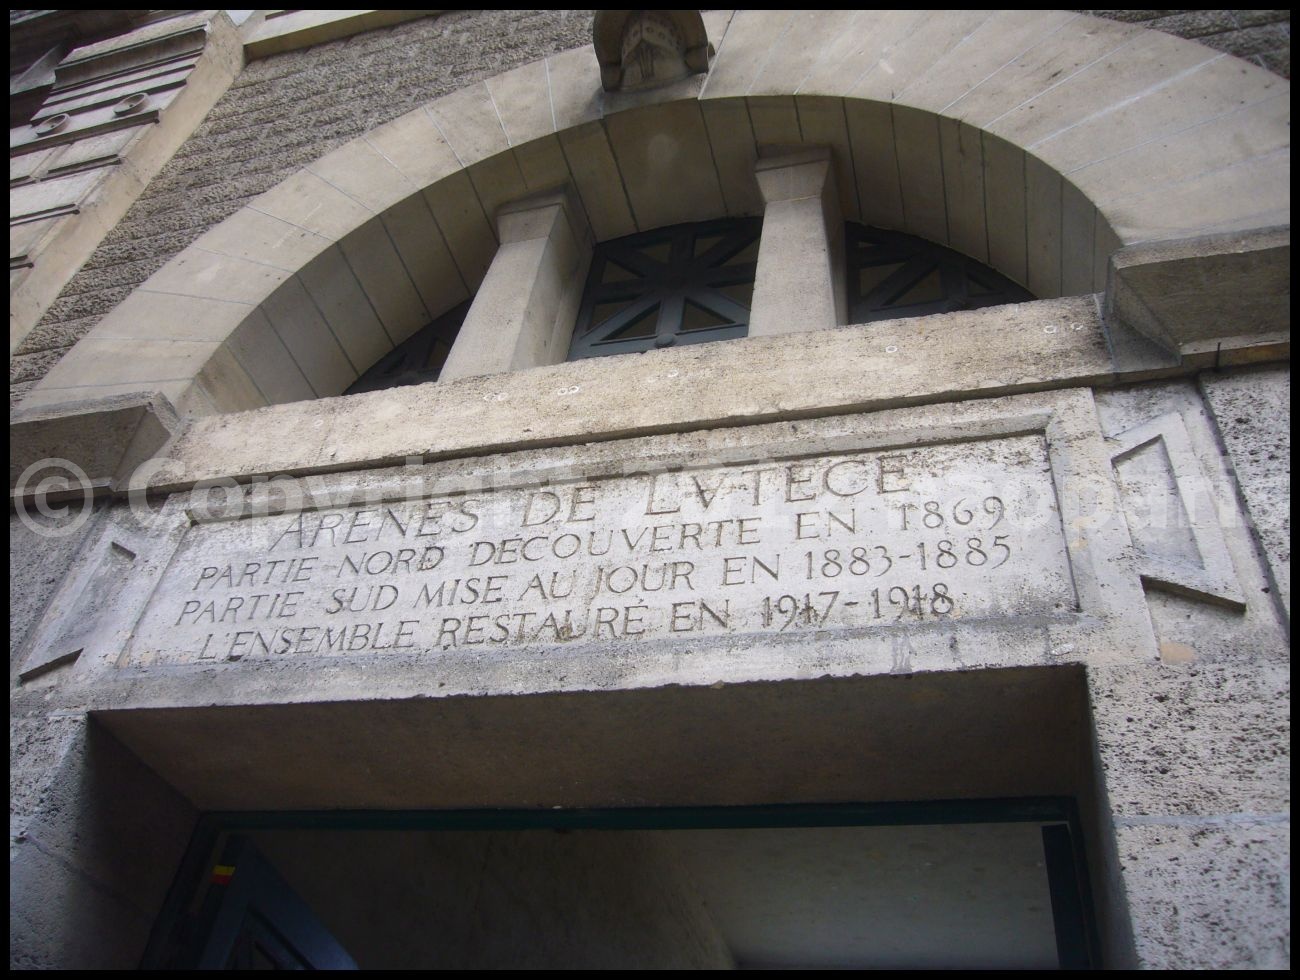 ARENES DE LVTECE
PARTIE NORD DECOUVERTE EN 1869
PARTIE SUD MISE AU JOUR EN 1883-1885
L'ENSEMBLE RESTAURÉ EN 1917-1918
© Copyright